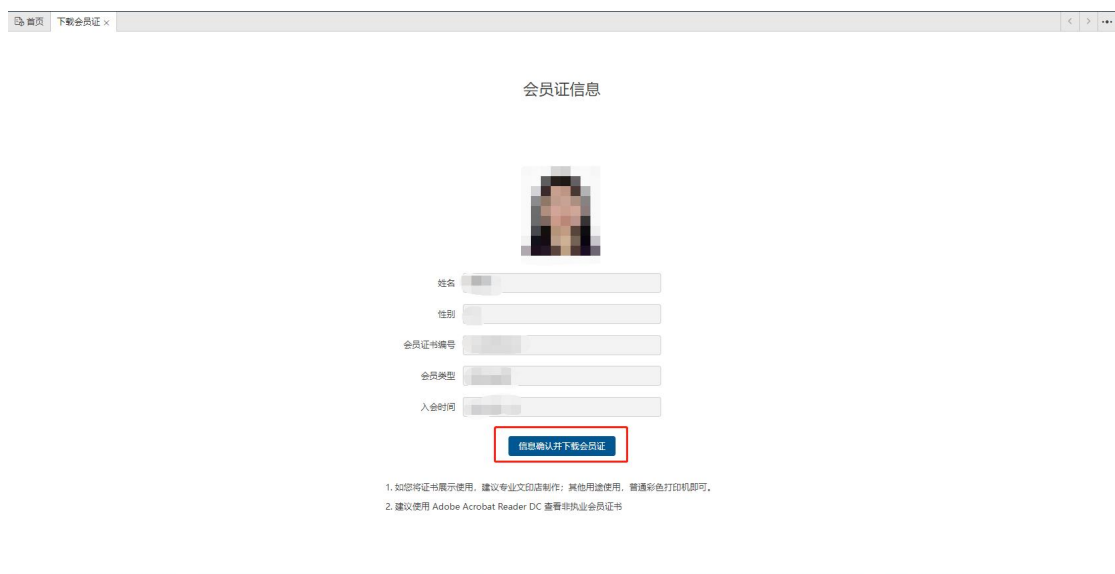 首页 下载会员证 ×
会员证信息
姓名
性别
会员证书编号
会员类型
入会时间
信息确认并下载会员证
1. 如您将证书展示使用，建议专业文印店制作；其他用途使用，普通彩色打印机即可。
2. 建议使用 Adobe Acrobat Reader DC 查看非执业会员证书